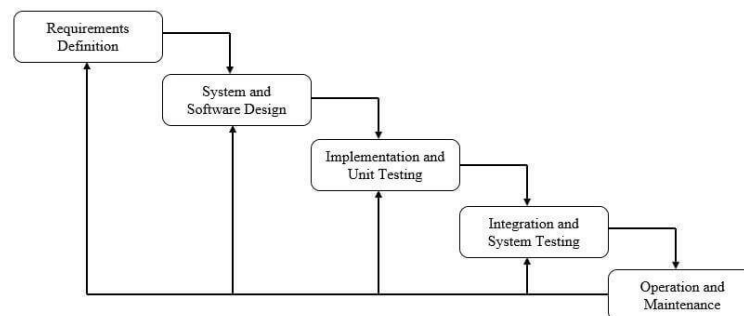 Requirements
Definition
System and
Software Design
Implementation and
Unit Testing
Integration and
System Testing
Operation and
Maintenance